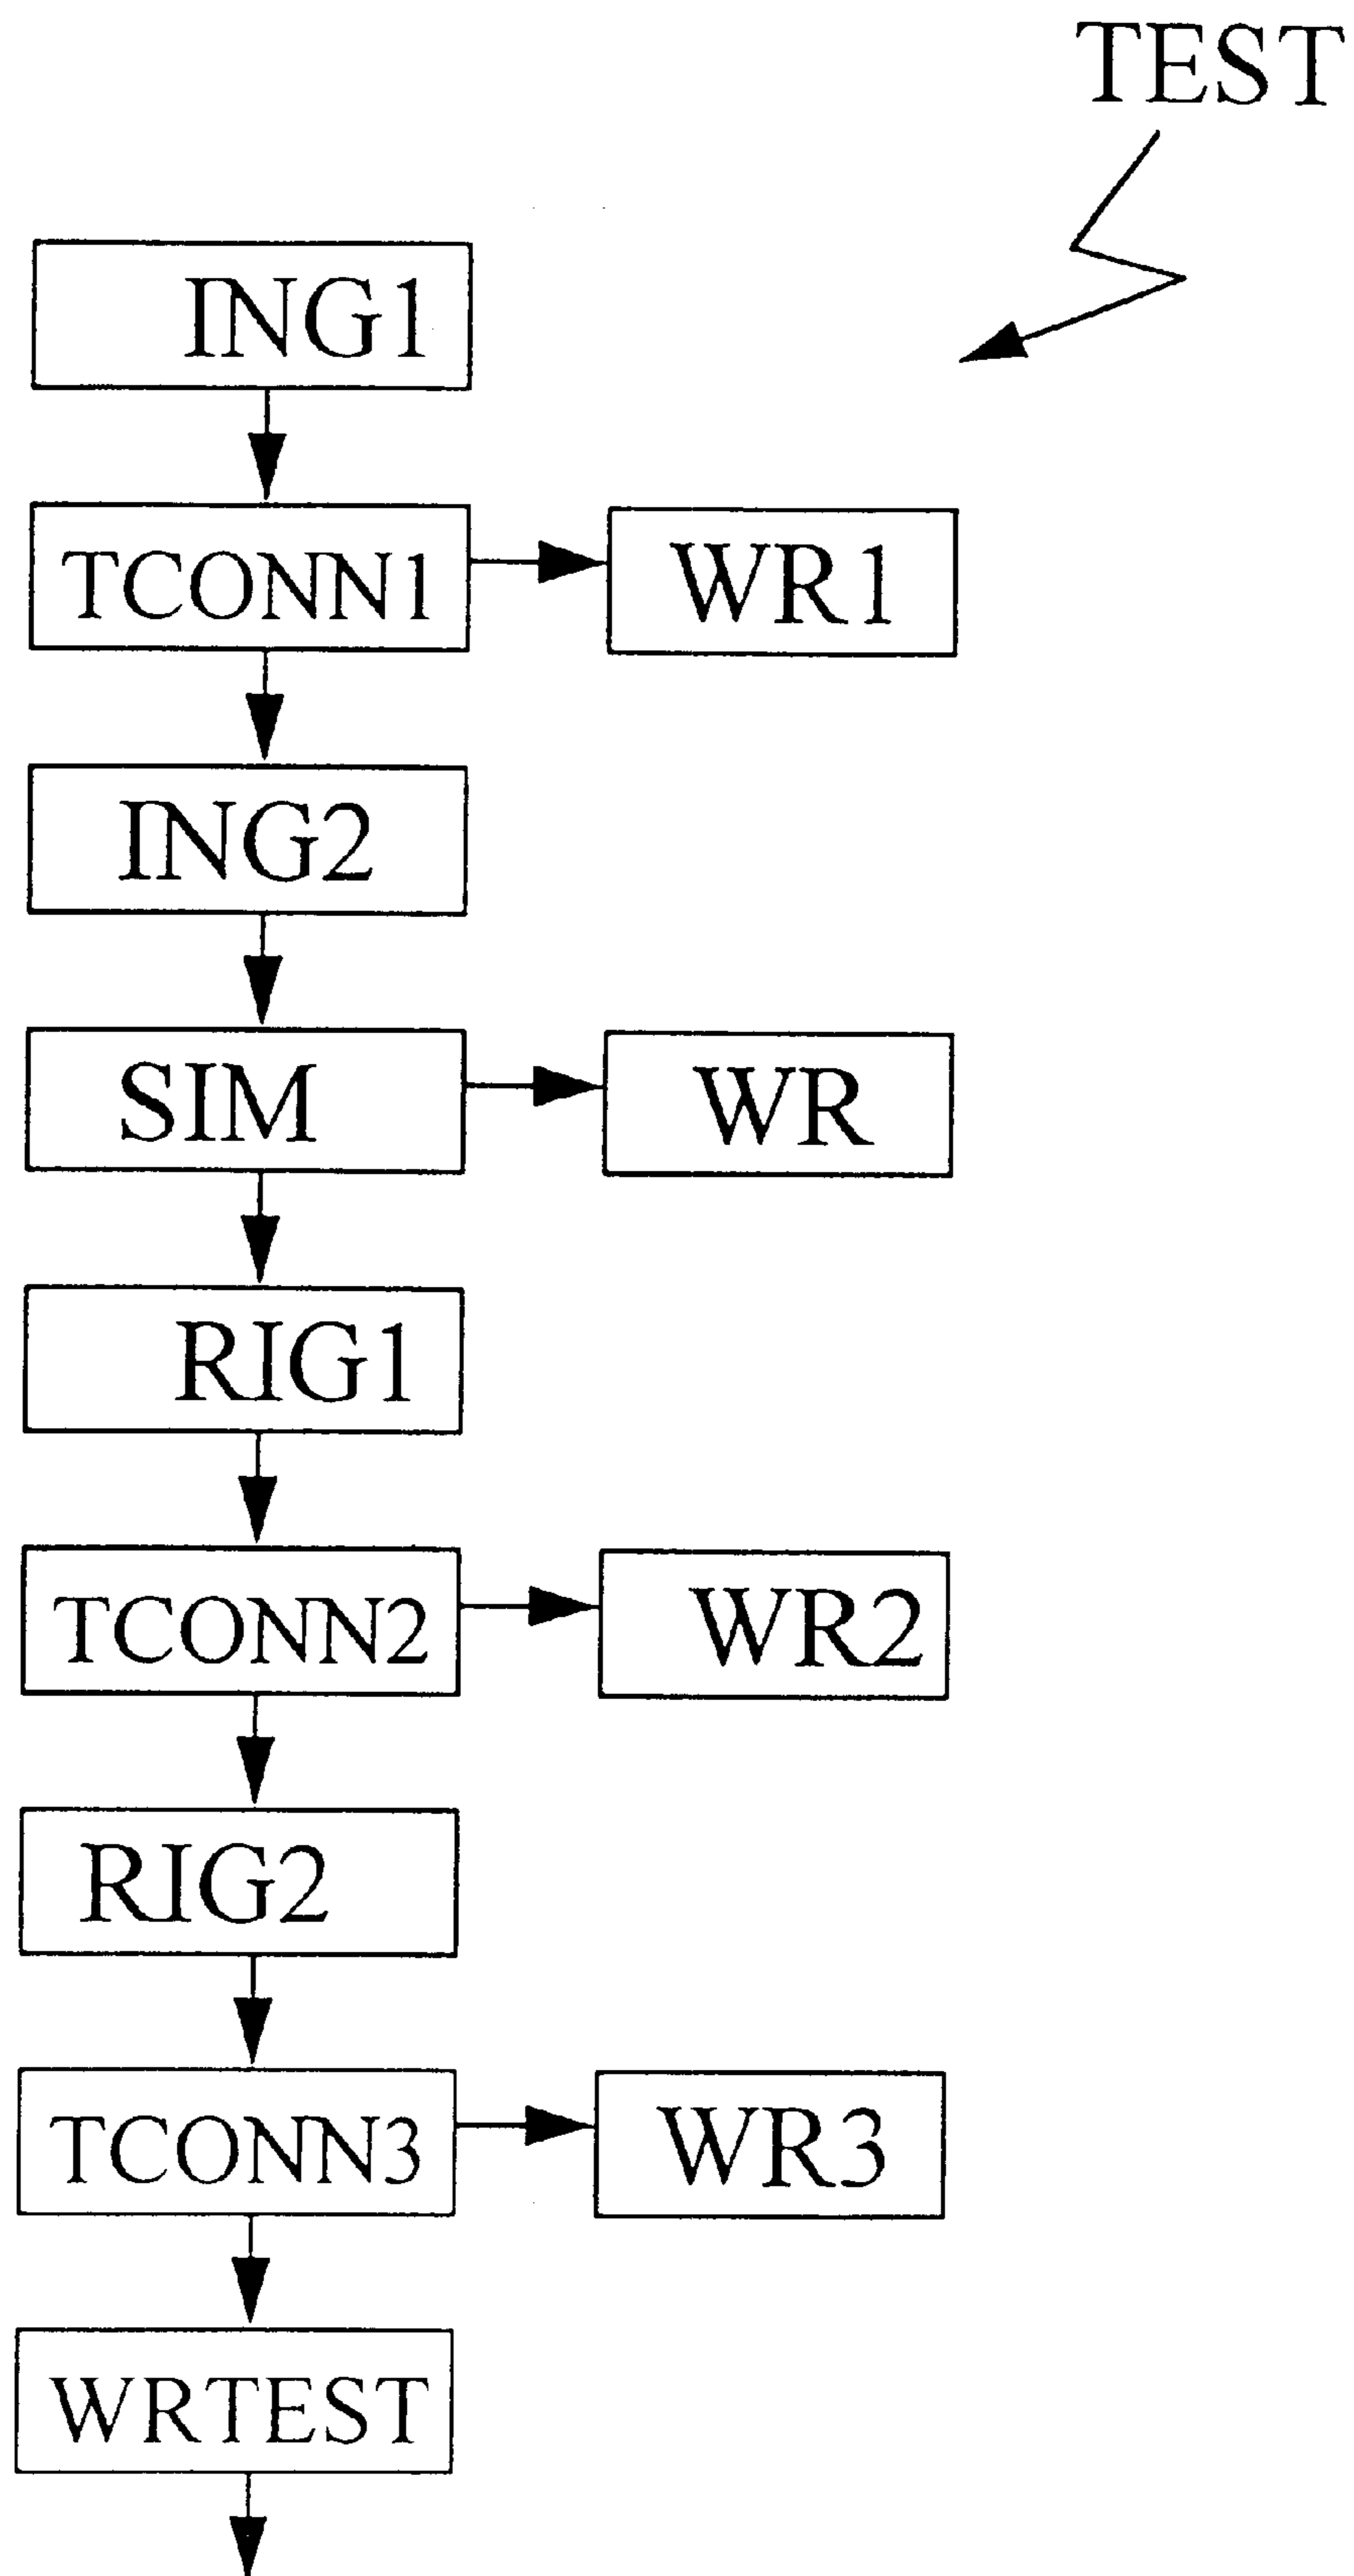 TEST
ING1
TCONN1
WR1
ING2
SIM
WR
RIG1
TCONN2
WR2
RIG2
TCONN3
WR3
WRTEST